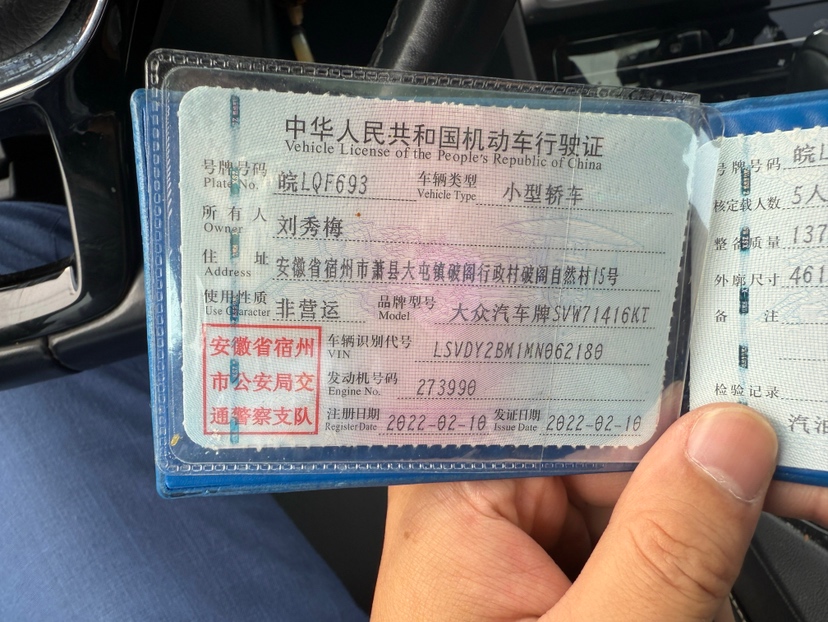 中华人民共和国机动车行驶证
Vehicle License of the People's Republic of China
号牌号码 皖LQF693 车辆类型 小型轿车
Plate No. Vehicle Type
所有人 刘秀梅
Owner
住址 安徽省宿州市萧县大屯镇破阁行政村破阁自然村15号
Address
使用性质 非营运 品牌型号 大众汽车牌SVW71416KT
Use Character Model
安徽省宿州
市公安局交
通警察支队
车辆识别代号 LSVDY2BM1MN062180
VIN
发动机号码 273990
Engine No.
注册日期 2022-02-10 发证日期 2022-02-10
Register Date Issue Date
号牌号码 皖L
核定载人数 5人
整备质量 137
外廓尺寸 461
备注
检验记录
汽油